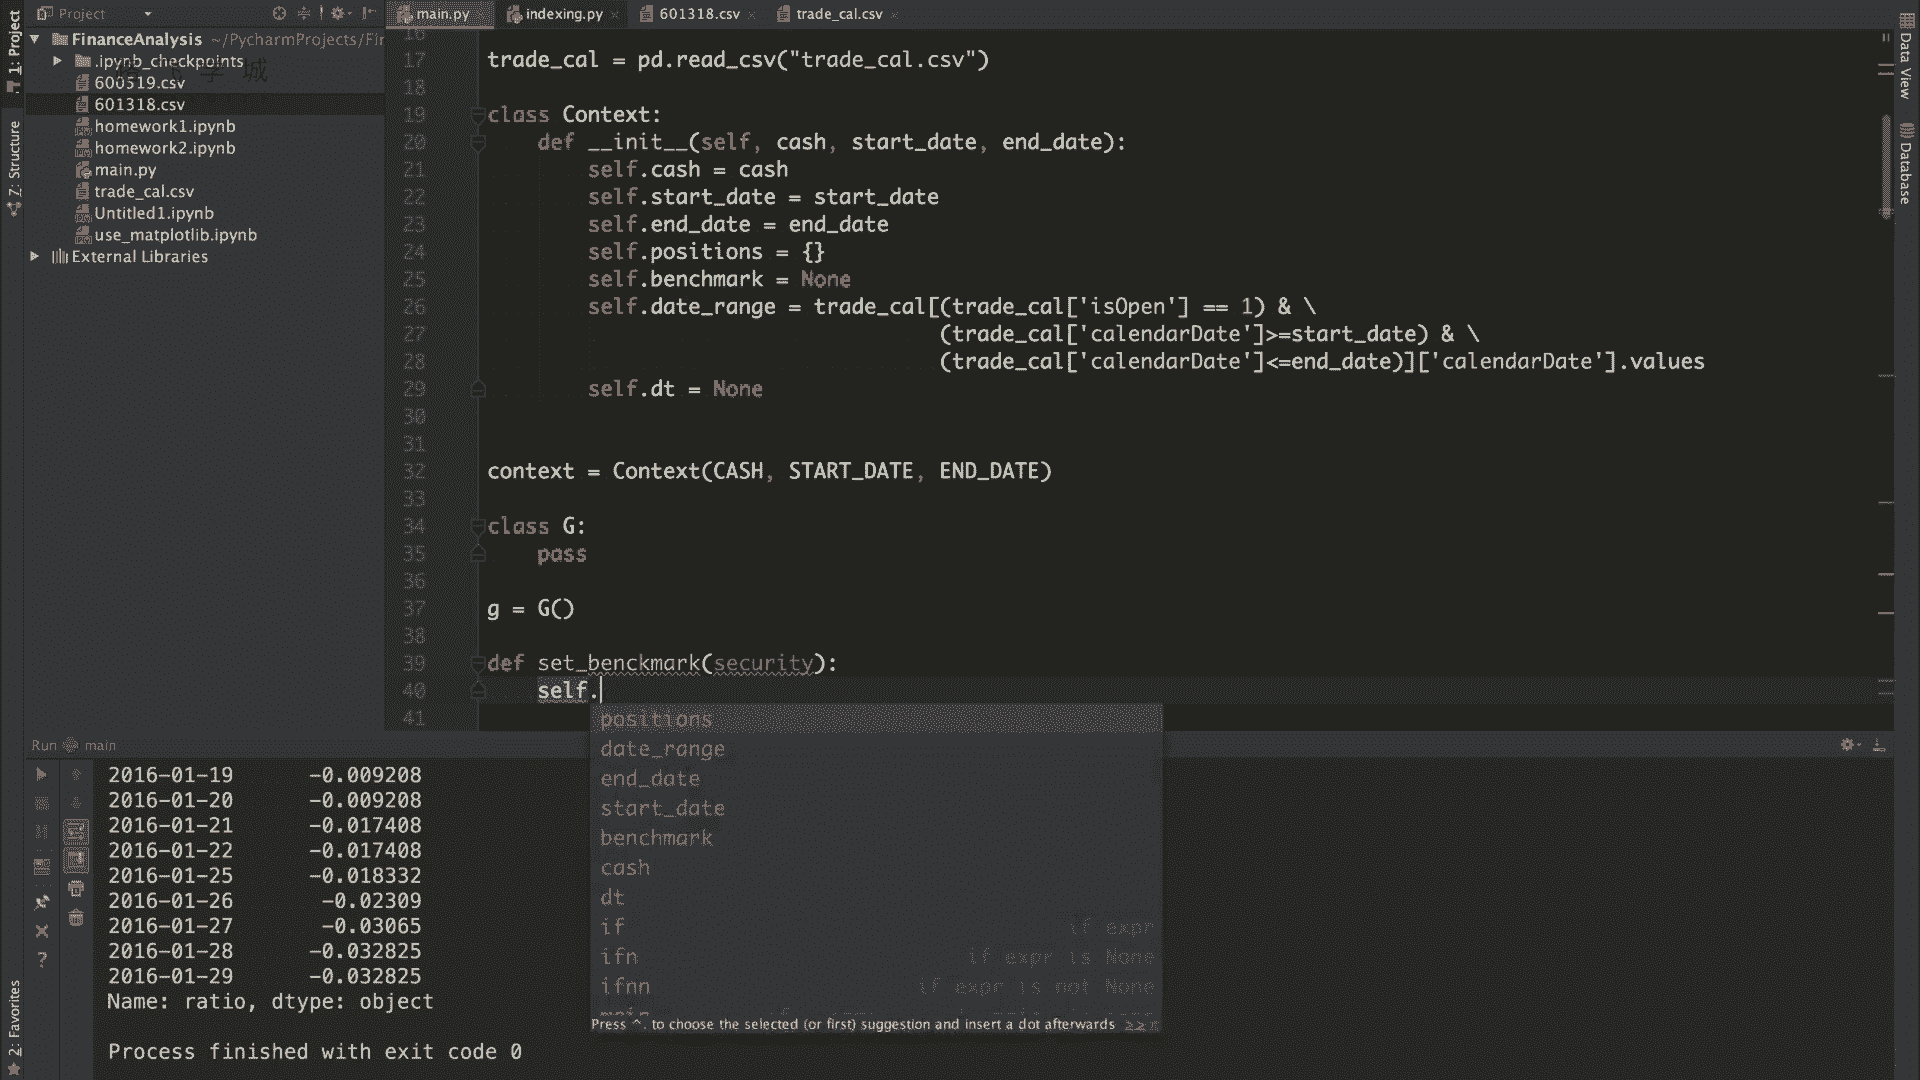 Project
main.py
indexing.py
601318.csv
trade_cal.csv
1: Project
Z: Structure
2: Favorites
Data View
Database
FinanceAnalysis ~/PycharmProjects/Fir
.ipynb_checkpoints
600519.csv
601318.csv
homework1.ipynb
homework2.ipynb
main.py
trade_cal.csv
Untitled1.ipynb
use_matplotlib.ipynb
External Libraries
16
17 trade_cal = pd.read_csv("trade_cal.csv")
18
19 class Context:
20 def __init__(self, cash, start_date, end_date):
21 self.cash = cash
22 self.start_date = start_date
23 self.end_date = end_date
24 self.positions = {}
25 self.benchmark = None
26 self.date_range = trade_cal[(trade_cal['isOpen'] == 1) & \
27 (trade_cal['calendarDate']>=start_date) & \
28 (trade_cal['calendarDate']<=end_date)]['calendarDate'].values
29 self.dt = None
30
31
32 context = Context(CASH, START_DATE, END_DATE)
33
34 class G:
35 pass
36
37 g = G()
38
39 def set_benckmark(security):
40 self.
41
positions
date_range
end_date
start_date
benchmark
cash
dt
if if expr
ifn if expr is None
ifnn if expr is not None
Press ^. to choose the selected (or first) suggestion and insert a dot afterwards >>
Run main
2016-01-19 -0.009208
2016-01-20 -0.009208
2016-01-21 -0.017408
2016-01-22 -0.017408
2016-01-25 -0.018332
2016-01-26 -0.02309
2016-01-27 -0.03065
2016-01-28 -0.032825
2016-01-29 -0.032825
Name: ratio, dtype: object
Process finished with exit code 0